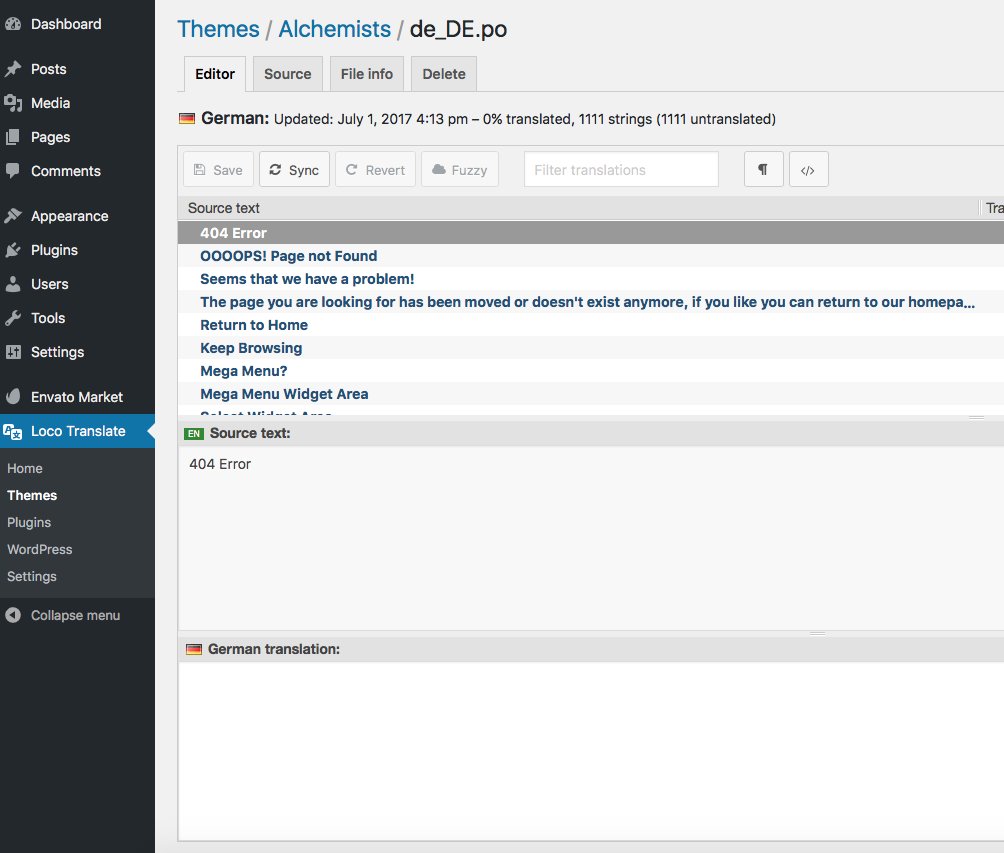 Dashboard
Posts
Media
Pages
Comments
Appearance
Plugins
Users
Tools
Settings
Envato Market
Loco Translate
Home
Themes
Plugins
WordPress
Settings
Collapse menu
Themes / Alchemists / de_DE.po
Editor Source File info Delete
German: Updated: July 1, 2017 4:13 pm – 0% translated, 1111 strings (1111 untranslated)
Save Sync Revert Fuzzy Filter translations ¶ </>
Source text Tra
404 Error
OOOOPS! Page not Found
Seems that we have a problem!
The page you are looking for has been moved or doesn't exist anymore, if you like you can return to our homepa...
Return to Home
Keep Browsing
Mega Menu?
Mega Menu Widget Area
Select Widget Area
EN Source text:
404 Error
German translation: